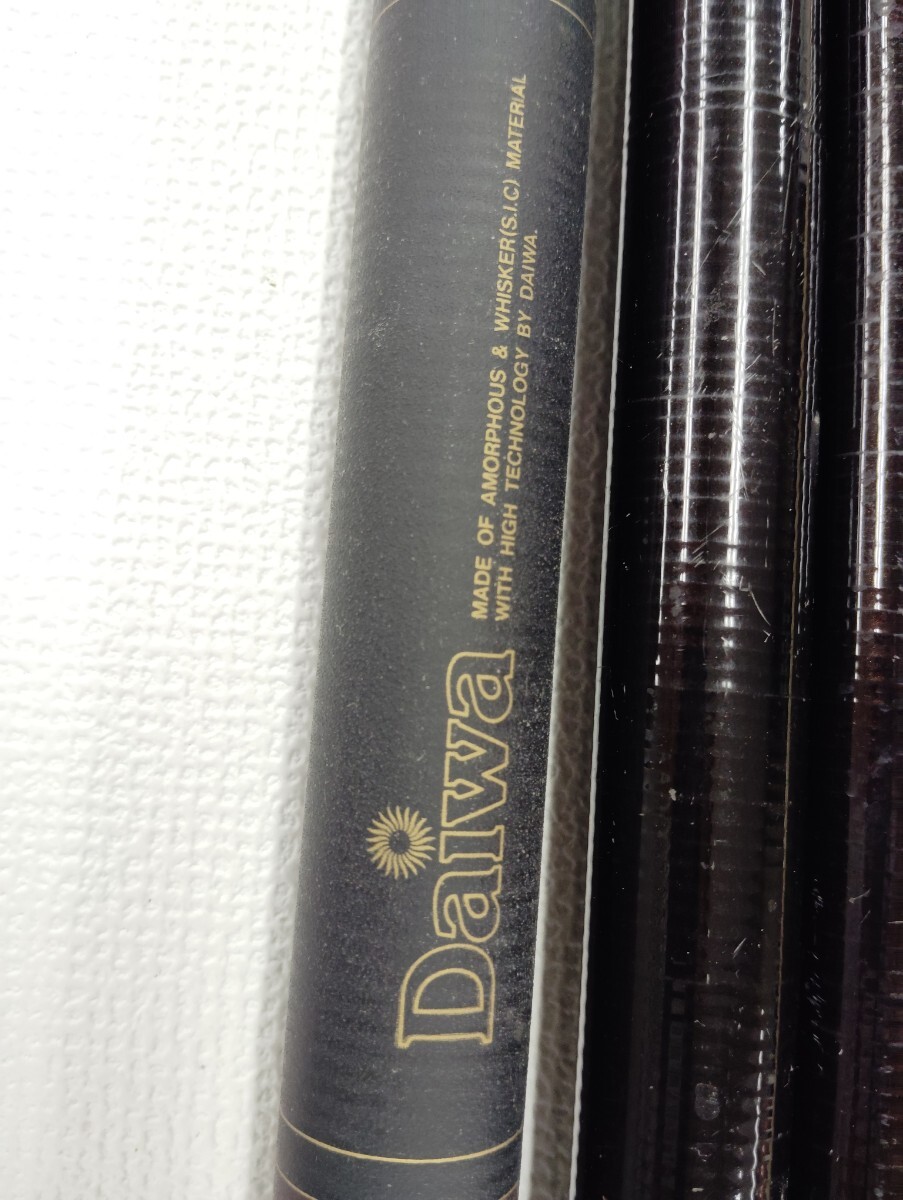 Daiwa
MADE OF AMORPHOUS & WHISKER(S.I.C) MATERIAL
WITH HIGH TECHNOLOGY BY DAIWA.